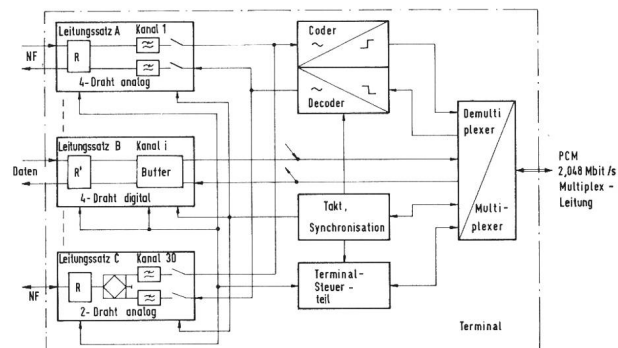 Leitungssatz A Kanal 1
NF
R
4-Draht analog
Coder
Decoder
Leitungssatz B Kanal i
Daten
R'
Buffer
4-Draht digital
Demulti
plexer
Multi-
plexer
PCM
2,048 Mbit/s
Multiplex -
Leitung
Takt,
Synchronisation
Leitungssatz C Kanal 30
NF
R
2-Draht analog
Terminal-
Steuer -
teil
Terminal